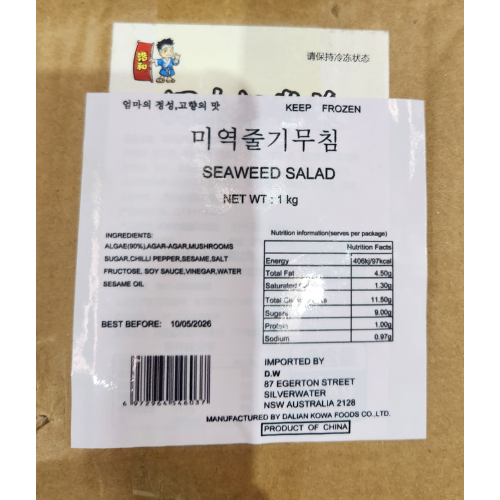 浩和
请保持冷冻状态
엄마의 정성,고향의 맛 KEEP FROZEN
미역줄기무침
SEAWEED SALAD
NET WT : 1 kg
INGREDIENTS:
ALGAE(90%),AGAR-AGAR,MUSHROOMS
SUGAR,CHILLI PEPPER,SESAME,SALT
FRUCTOSE, SOY SAUCE,VINEGAR,WATER
SESAME OIL
BEST BEFORE: 10/05/2026
6 972964 546037
Nutrition information(serves per package)
Nutrition Facts
Energy 406kj/97kcal
Total Fat 4.50g
Saturated 1.30g
Total 11.50g
Sugars 9.00g
Protein 1.00g
Sodium 0.97g
IMPORTED BY
D.W
87 EGERTON STREET
SILVERWATER
NSW AUSTRALIA 2128
MANUFACTURED BY DALIAN KOWA FOODS CO.,LTD.
PRODUCT OF CHINA